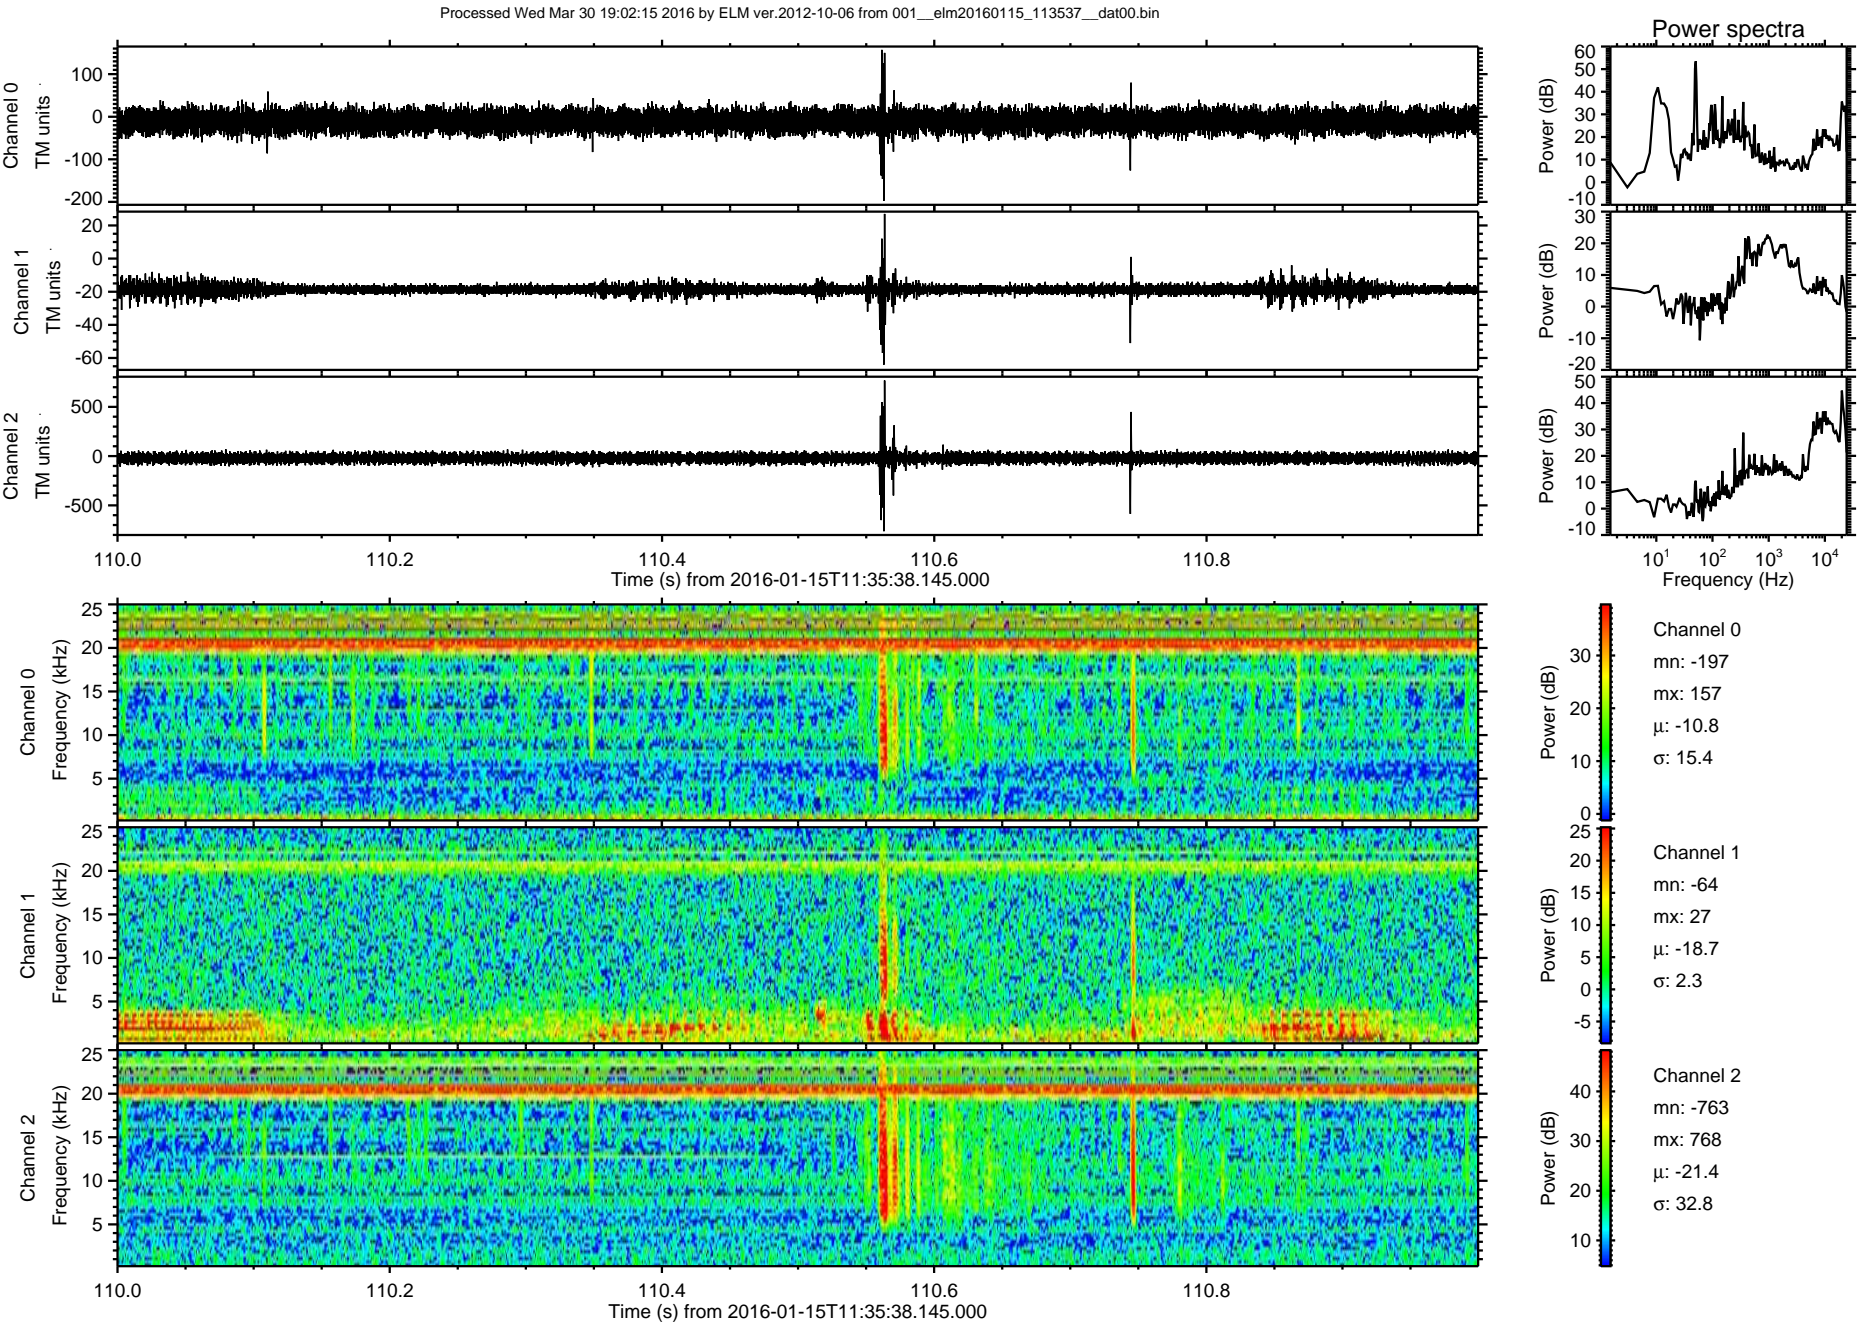 Processed Wed Mar 30 19:02:15 2016 by ELM ver.2012-10-06 from 001__elm20160115_113537__dat00.bin
Power spectra
Channel 0
TM units
100
0
-100
-200
Power (dB)
60
50
40
30
20
10
0
-10
Channel 1
TM units
20
0
-20
-40
-60
Power (dB)
30
20
10
0
-10
-20
Channel 2
TM units
500
0
-500
Power (dB)
50
40
30
20
10
0
-10
110.0 110.2 110.4 110.6 110.8
Time (s) from 2016-01-15T11:35:38.145.000
10¹ 10² 10³ 10⁴
Frequency (Hz)
Channel 0
Frequency (kHz)
25
20
15
10
5
Power (dB)
30
20
10
0
Channel 0
mn: -197
mx: 157
µ: -10.8
σ: 15.4
Channel 1
Frequency (kHz)
25
20
15
10
5
Power (dB)
25
20
15
10
5
0
-5
Channel 1
mn: -64
mx: 27
µ: -18.7
σ: 2.3
Channel 2
Frequency (kHz)
25
20
15
10
5
Power (dB)
40
30
20
10
Channel 2
mn: -763
mx: 768
µ: -21.4
σ: 32.8
110.0 110.2 110.4 110.6 110.8
Time (s) from 2016-01-15T11:35:38.145.000